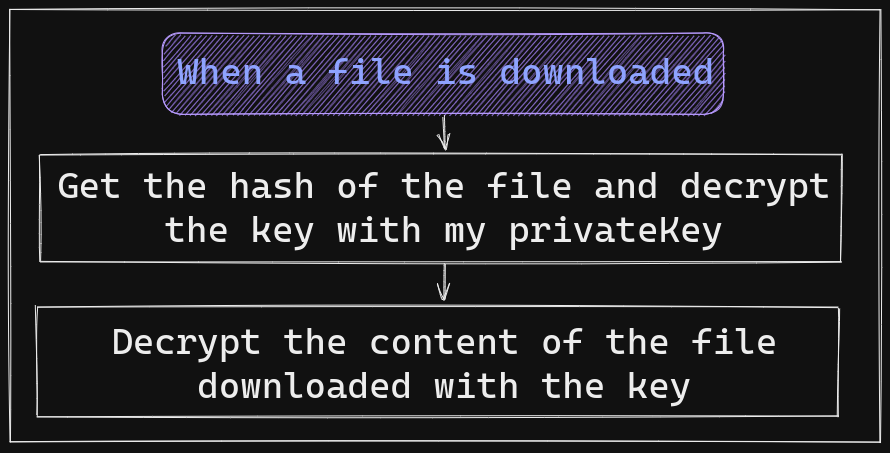 When a file is downloaded
Get the hash of the file and decrypt
the key with my privateKey
Decrypt the content of the file
downloaded with the key